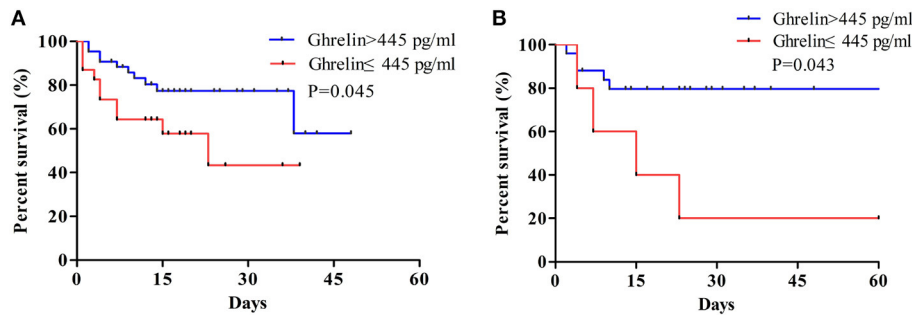 A
Ghrelin>445 pg/ml
Ghrelin≤ 445 pg/ml
P=0.045
Percent survival (%)
100
80
60
40
20
0
0 15 30 45 60
Days
B
Ghrelin>445 pg/ml
Ghrelin≤ 445 pg/ml
P=0.043
Percent survival (%)
100
80
60
40
20
0
0 15 30 45 60
Days